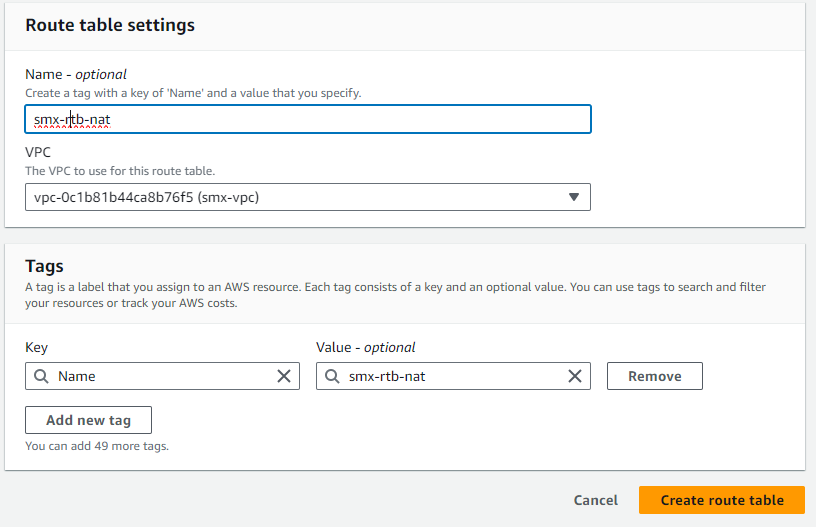 Route table settings
Name - optional
Create a tag with a key of 'Name' and a value that you specify.
smx-rtb-nat
VPC
The VPC to use for this route table.
vpc-0c1b81b44ca8b76f5 (smx-vpc)
Tags
A tag is a label that you assign to an AWS resource. Each tag consists of a key and an optional value. You can use tags to search and filter
your resources or track your AWS costs.
Key Value - optional
Name smx-rtb-nat Remove
Add new tag
You can add 49 more tags.
Cancel Create route table